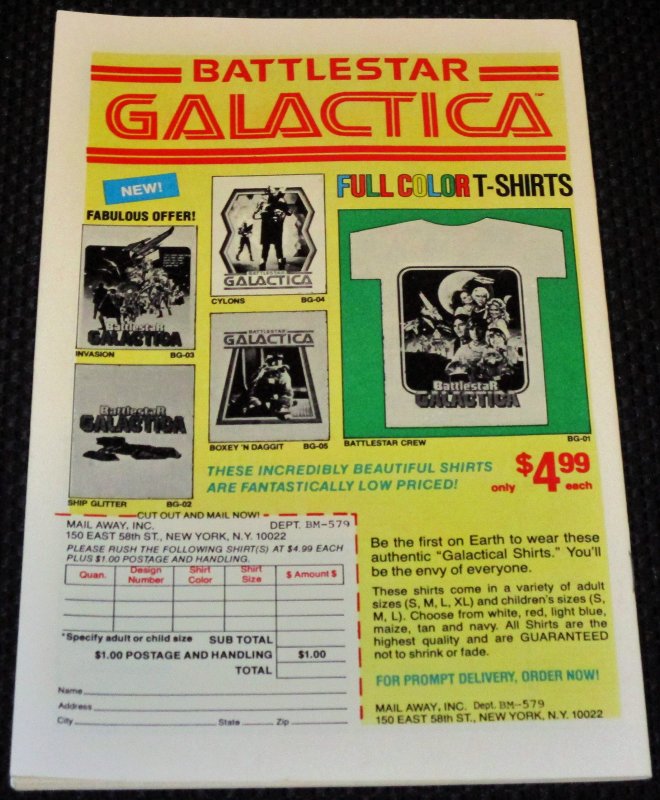 BATTLESTAR
GALACTICA™
NEW!
FABULOUS OFFER!
FULL COLOR T-SHIRTS
Battlestar
GALACTICA
INVASION BG-03
BATTLESTAR
GALACTICA
CYLONS BG-04
BattlestaR
GALACTICA
SHIP GLITTER BG-02
BATTLESTAR
GALACTICA
BOXEY 'N DAGGIT BG-05
BattlestaR
GALACTICA
BATTLESTAR CREW BG-01
THESE INCREDIBLY BEAUTIFUL SHIRTS
ARE FANTASTICALLY LOW PRICED!
only $4.99 each
CUT OUT AND MAIL NOW!
MAIL AWAY, INC. DEPT. BM-579
150 EAST 58th ST., NEW YORK, N.Y. 10022
PLEASE RUSH THE FOLLOWING SHIRT(S) AT $4.99 EACH
PLUS $1.00 POSTAGE AND HANDLING.
Quan. Design Number Shirt Color Shirt Size $ Amount $
*Specify adult or child size SUB TOTAL
$1.00 POSTAGE AND HANDLING $1.00
TOTAL
Name
Address
City State Zip
Be the first on Earth to wear these
authentic "Galactical Shirts." You'll
be the envy of everyone.
These shirts come in a variety of adult
sizes (S, M, L, XL) and children's sizes (S,
M, L). Choose from white, red, light blue,
maize, tan and navy. All Shirts are the
highest quality and are GUARANTEED
not to shrink or fade.
FOR PROMPT DELIVERY, ORDER NOW!
MAIL AWAY, INC. Dept. BM-579
150 EAST 58th ST., NEW YORK, N.Y. 10022